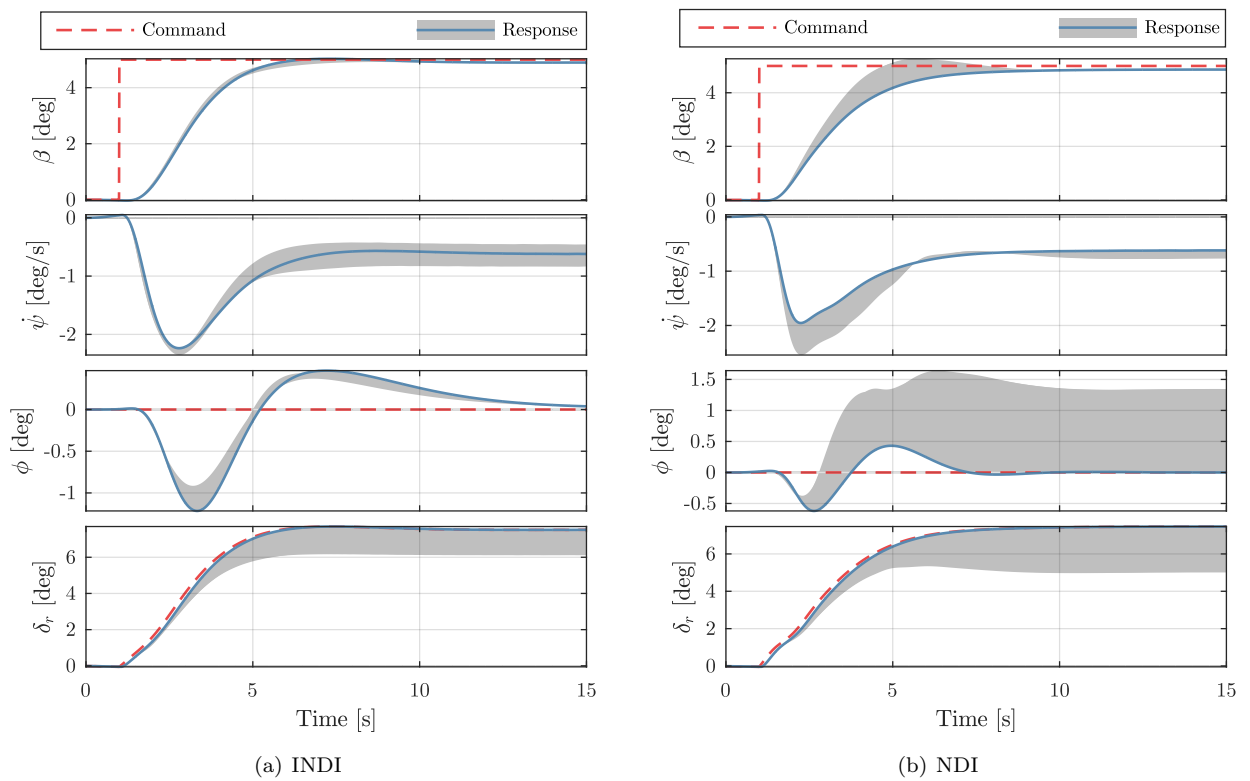 Command Response
β [deg]
4
2
0
ψ̇ [deg/s]
0
-1
-2
ϕ [deg]
0
-0.5
-1
δr [deg]
6
4
2
0
0 5 10 15
Time [s]
(a) INDI
Command Response
β [deg]
4
2
0
ψ̇ [deg/s]
0
-1
-2
ϕ [deg]
1.5
1
0.5
0
-0.5
δr [deg]
6
4
2
0
0 5 10 15
Time [s]
(b) NDI